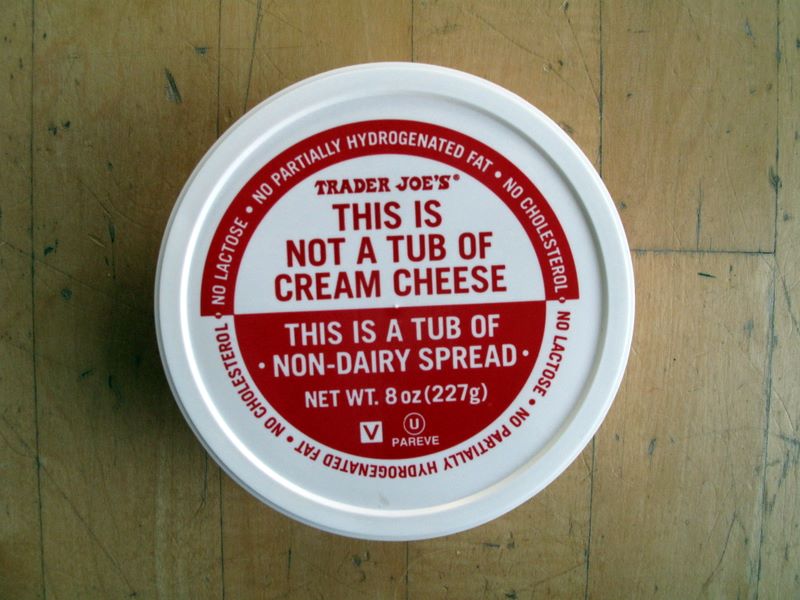 NO LACTOSE • NO PARTIALLY HYDROGENATED FAT • NO CHOLESTEROL •
TRADER JOE'S®
THIS IS
NOT A TUB OF
CREAM CHEESE
THIS IS A TUB OF
• NON-DAIRY SPREAD •
NET WT. 8 oz (227g)
V U
PAREVE
NO LACTOSE • NO PARTIALLY HYDROGENATED FAT • NO CHOLESTEROL •